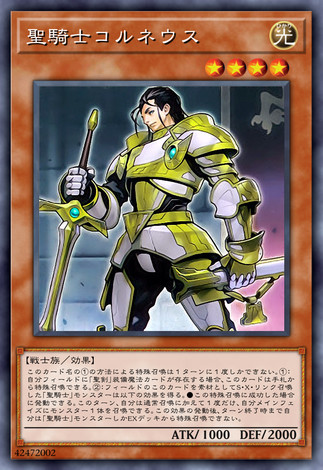 聖騎士コルネウス
光
【戦士族／効果】
このカード名の①の方法による特殊召喚は１ターンに１度しかできない。①：
自分フィールドに「聖剣」装備魔法カードが存在する場合、このカードは手札か
ら特殊召喚できる。②：フィールドのこのカードを素材としてS・X・リンク召喚
した「聖騎士」モンスターは以下の効果を得る。●この特殊召喚に成功した場合
に発動できる。このターン、自分は通常召喚に加えて１度だけ、自分メインフェ
イズにモンスター１体を召喚できる。この効果の発動後、ターン終了時まで自分
は「聖騎士」モンスターしかEXデッキから特殊召喚できない。
ATK/ 1000 DEF/2000
42472002